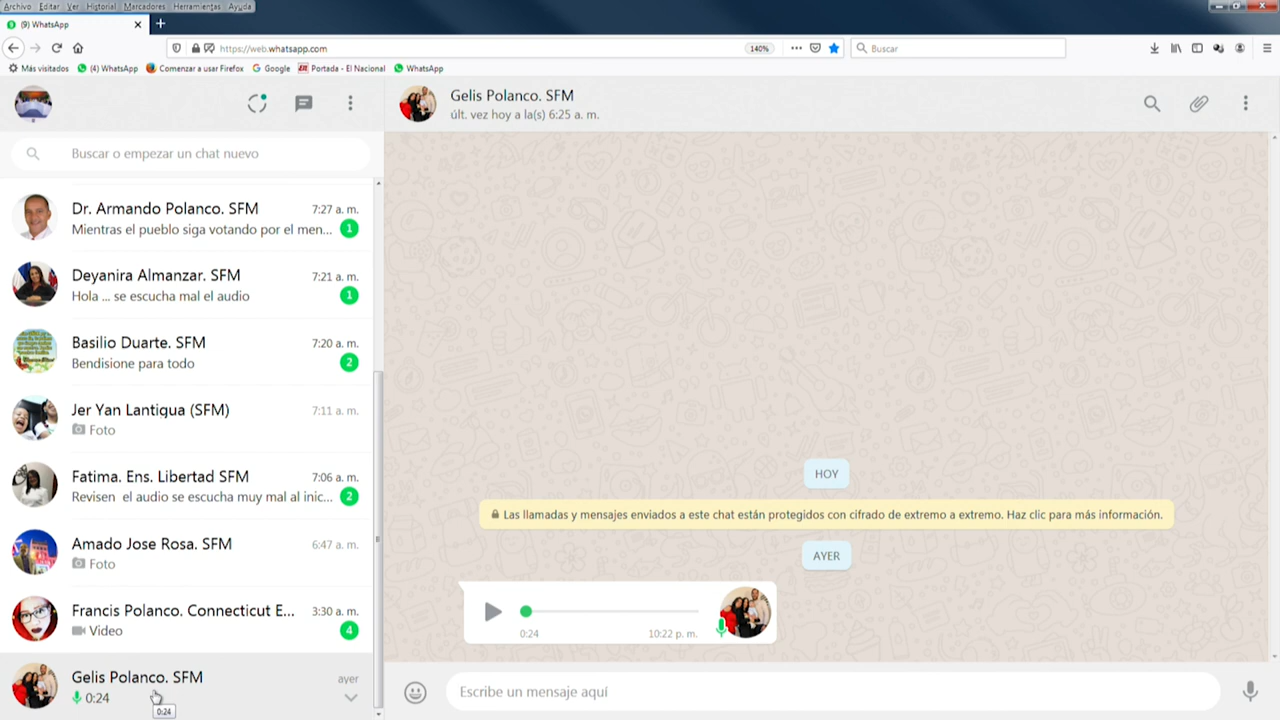 Archivo Editar Ver Historial Marcadores Herramientas Ayuda
(9) WhatsApp
https://web.whatsapp.com
140%
Buscar
Más visitados (4) WhatsApp Comenzar a usar Firefox Google Portada - El Nacional WhatsApp
Buscar o empezar un chat nuevo
Dr. Armando Polanco. SFM 7:27 a. m.
Mientras el pueblo siga votando por el men... 1
Deyanira Almanzar. SFM 7:21 a. m.
Hola ... se escucha mal el audio 1
Basilio Duarte. SFM 7:20 a. m.
Bendisione para todo 2
Jer Yan Lantigua (SFM) 7:11 a. m.
Foto
Fatima. Ens. Libertad SFM 7:06 a. m.
Revisen el audio se escucha muy mal al inic... 2
Amado Jose Rosa. SFM 6:47 a. m.
Foto
Francis Polanco. Connecticut E... 3:30 a. m.
Video 4
Gelis Polanco. SFM ayer
0:24
0:24
Gelis Polanco. SFM
últ. vez hoy a la(s) 6:25 a. m.
HOY
Las llamadas y mensajes enviados a este chat están protegidos con cifrado de extremo a extremo. Haz clic para más información.
AYER
0:24 10:22 p. m.
Escribe un mensaje aquí